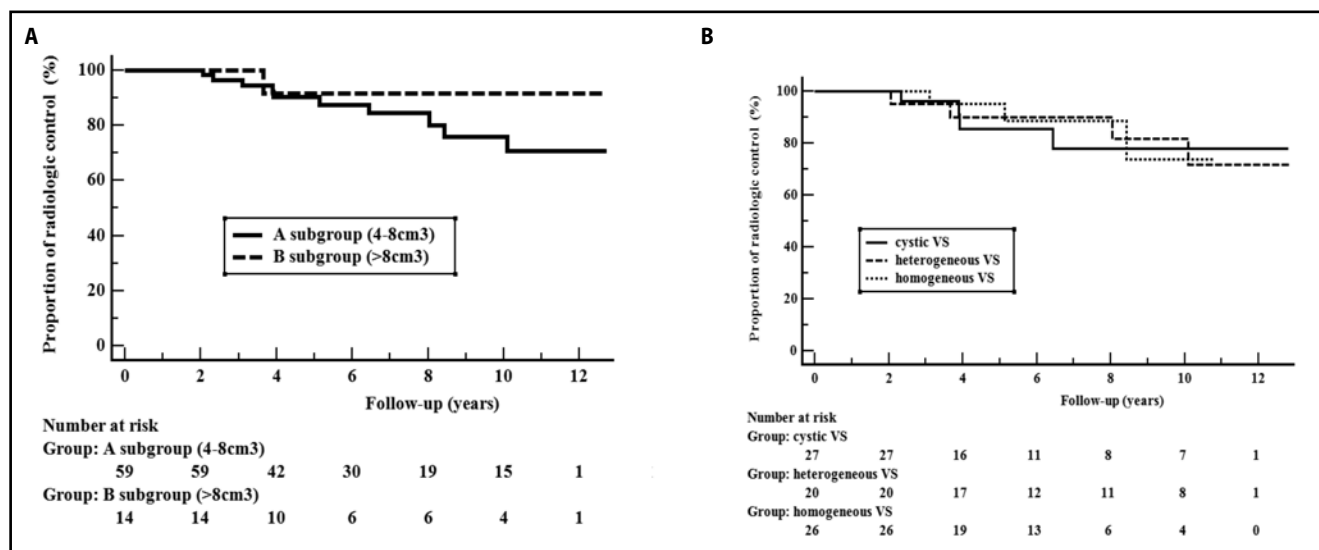 A
Proportion of radiologic control (%)
100
80
60
40
20
0
A subgroup (4-8cm3)
B subgroup (>8cm3)
0 2 4 6 8 10 12
Follow-up (years)
Number at risk
Group: A subgroup (4-8cm3)
59 59 42 30 19 15 1
Group: B subgroup (>8cm3)
14 14 10 6 6 4 1
B
Proportion of radiologic control (%)
100
80
60
40
20
0
cystic VS
heterogeneous VS
homogeneous VS
0 2 4 6 8 10 12
Follow-up (years)
Number at risk
Group: cystic VS
27 27 16 11 8 7 1
Group: heterogeneous VS
20 20 17 12 11 8 1
Group: homogeneous VS
26 26 19 13 6 4 0